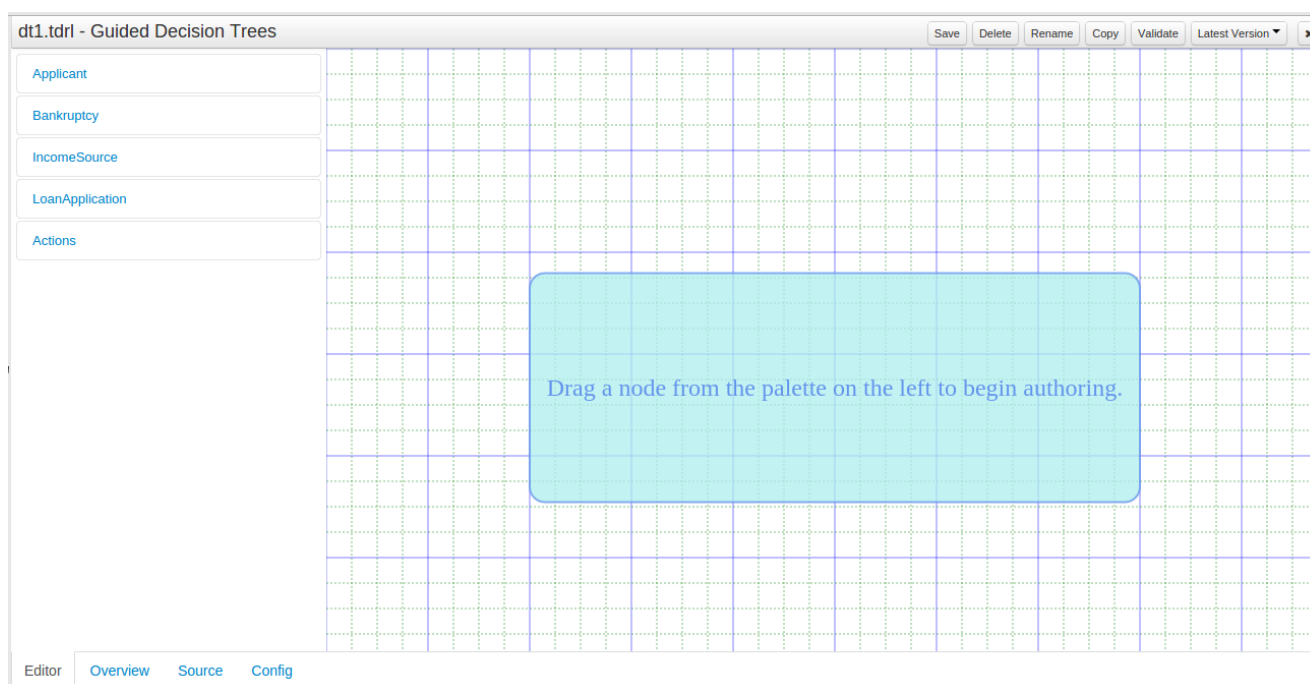 dt1.tdrl - Guided Decision Trees
Save Delete Rename Copy Validate Latest Version
Applicant
Bankruptcy
IncomeSource
LoanApplication
Actions
Drag a node from the palette on the left to begin authoring.
Editor Overview Source Config